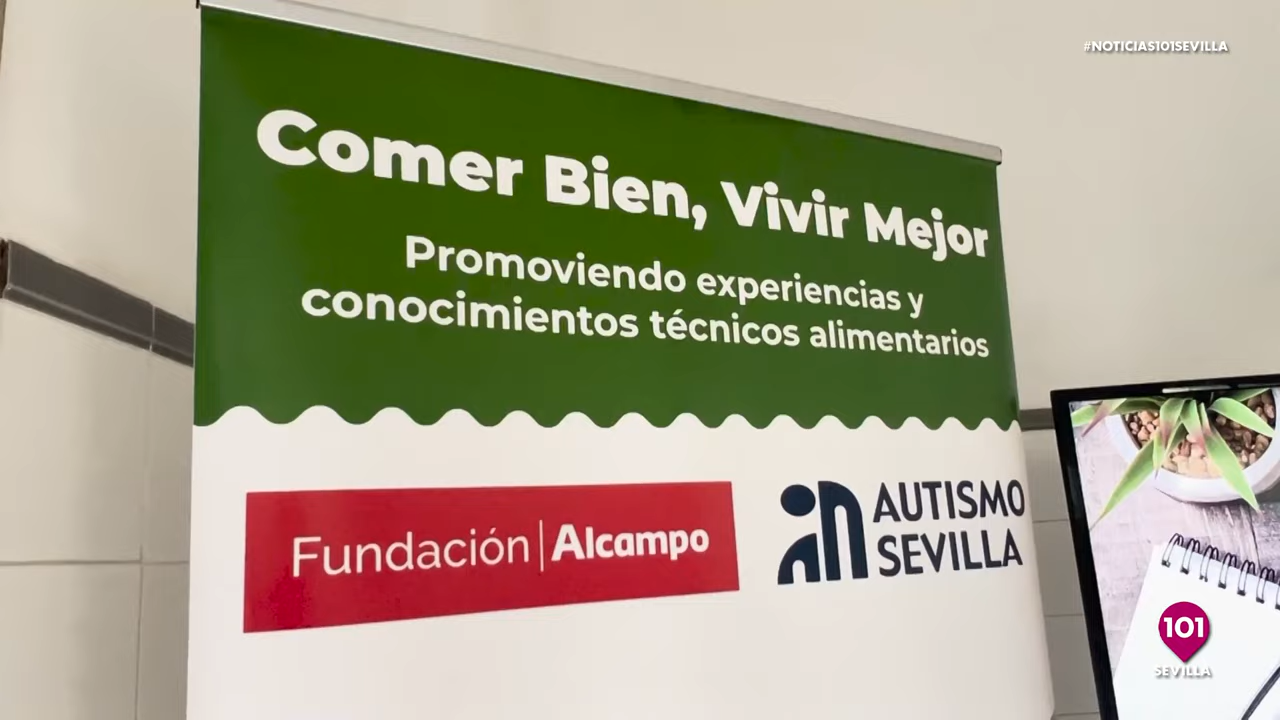 #NOTICIAS101SEVILLA
Comer Bien, Vivir Mejor
Promoviendo experiencias y
conocimientos técnicos alimentarios
Fundación | Alcampo
AUTISMO
SEVILLA
101
SEVILLA